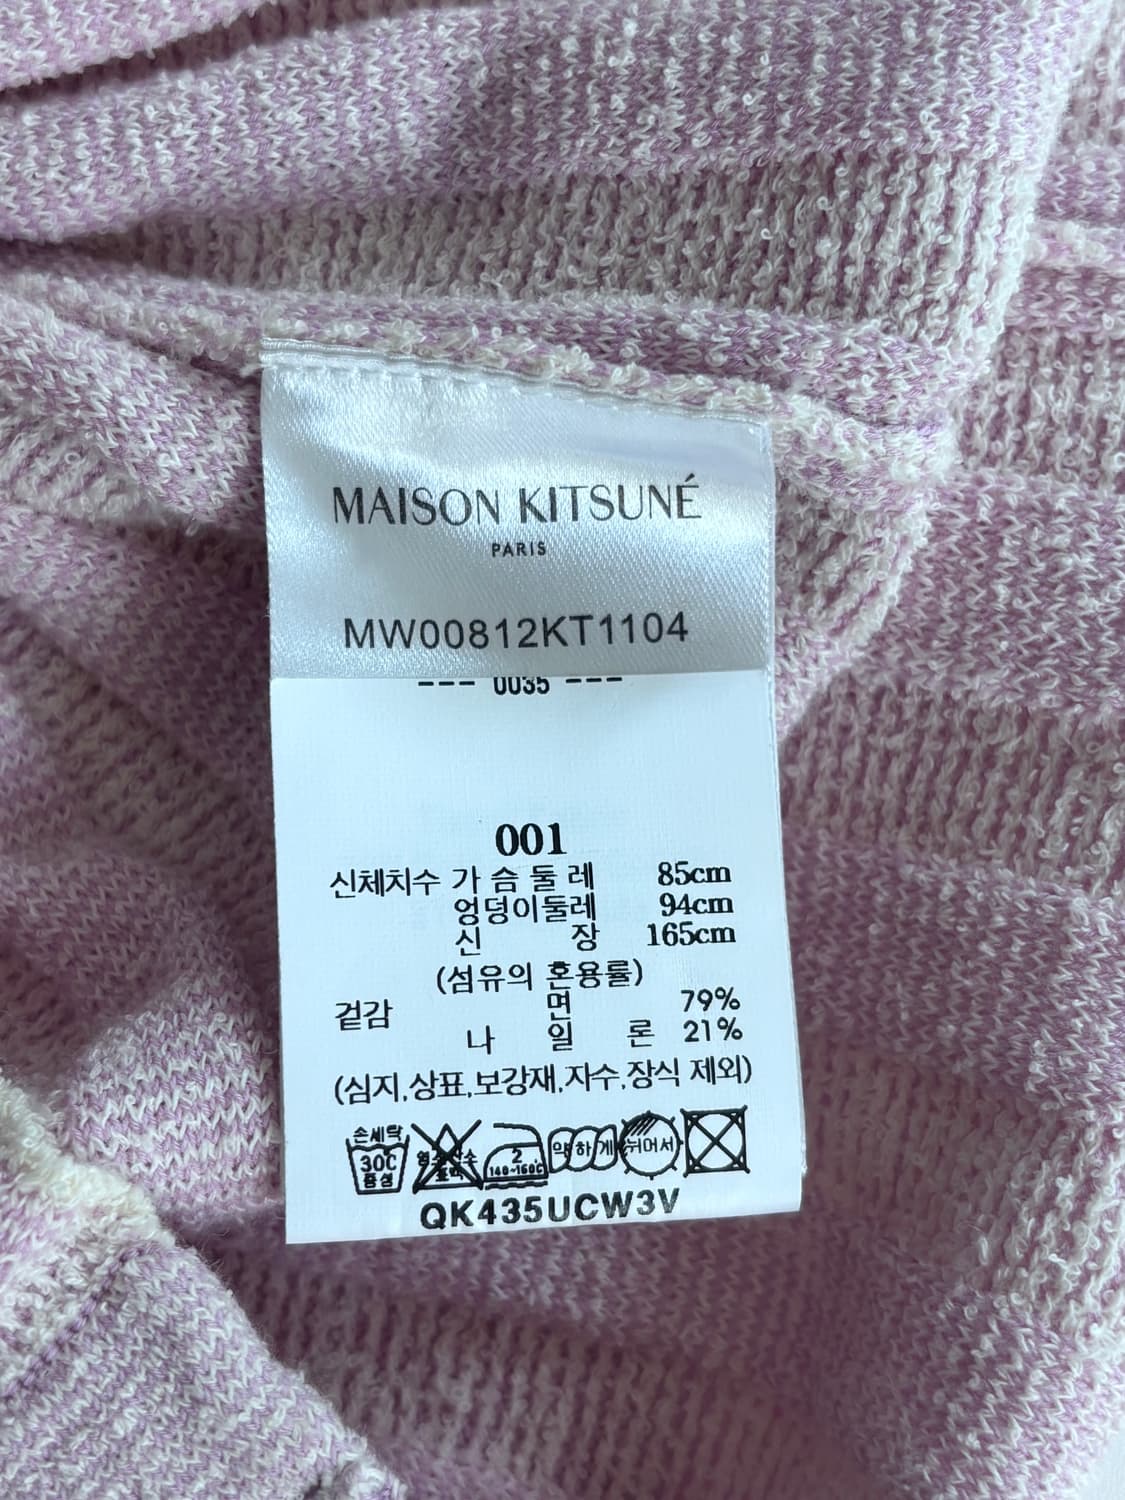 MAISON KITSUNÉ
PARIS
MW00812KT1104
--- 0035 ---
001
신체치수 가슴둘레 85cm
엉덩이둘레 94cm
신장 165cm
(섬유의 혼용률)
겉감 면 79%
나일론 21%
(심지,상표,보강재,자수,장식 제외)
손세탁
30C
중성
2
140~160C
약하게
뉘어서
QK435UCW3V